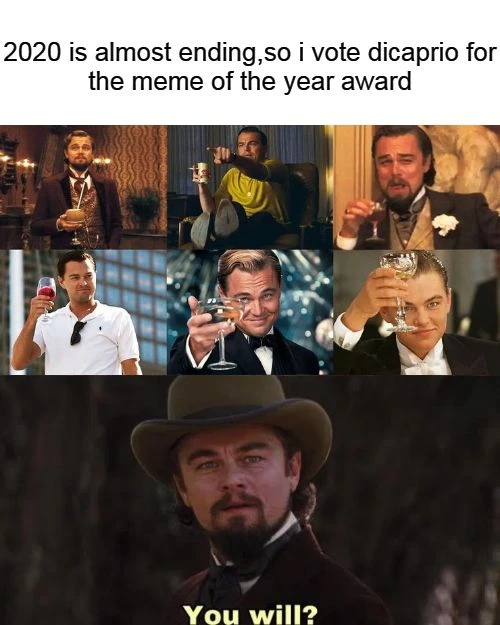 2020 is almost ending,so i vote dicaprio for
the meme of the year award
You will?